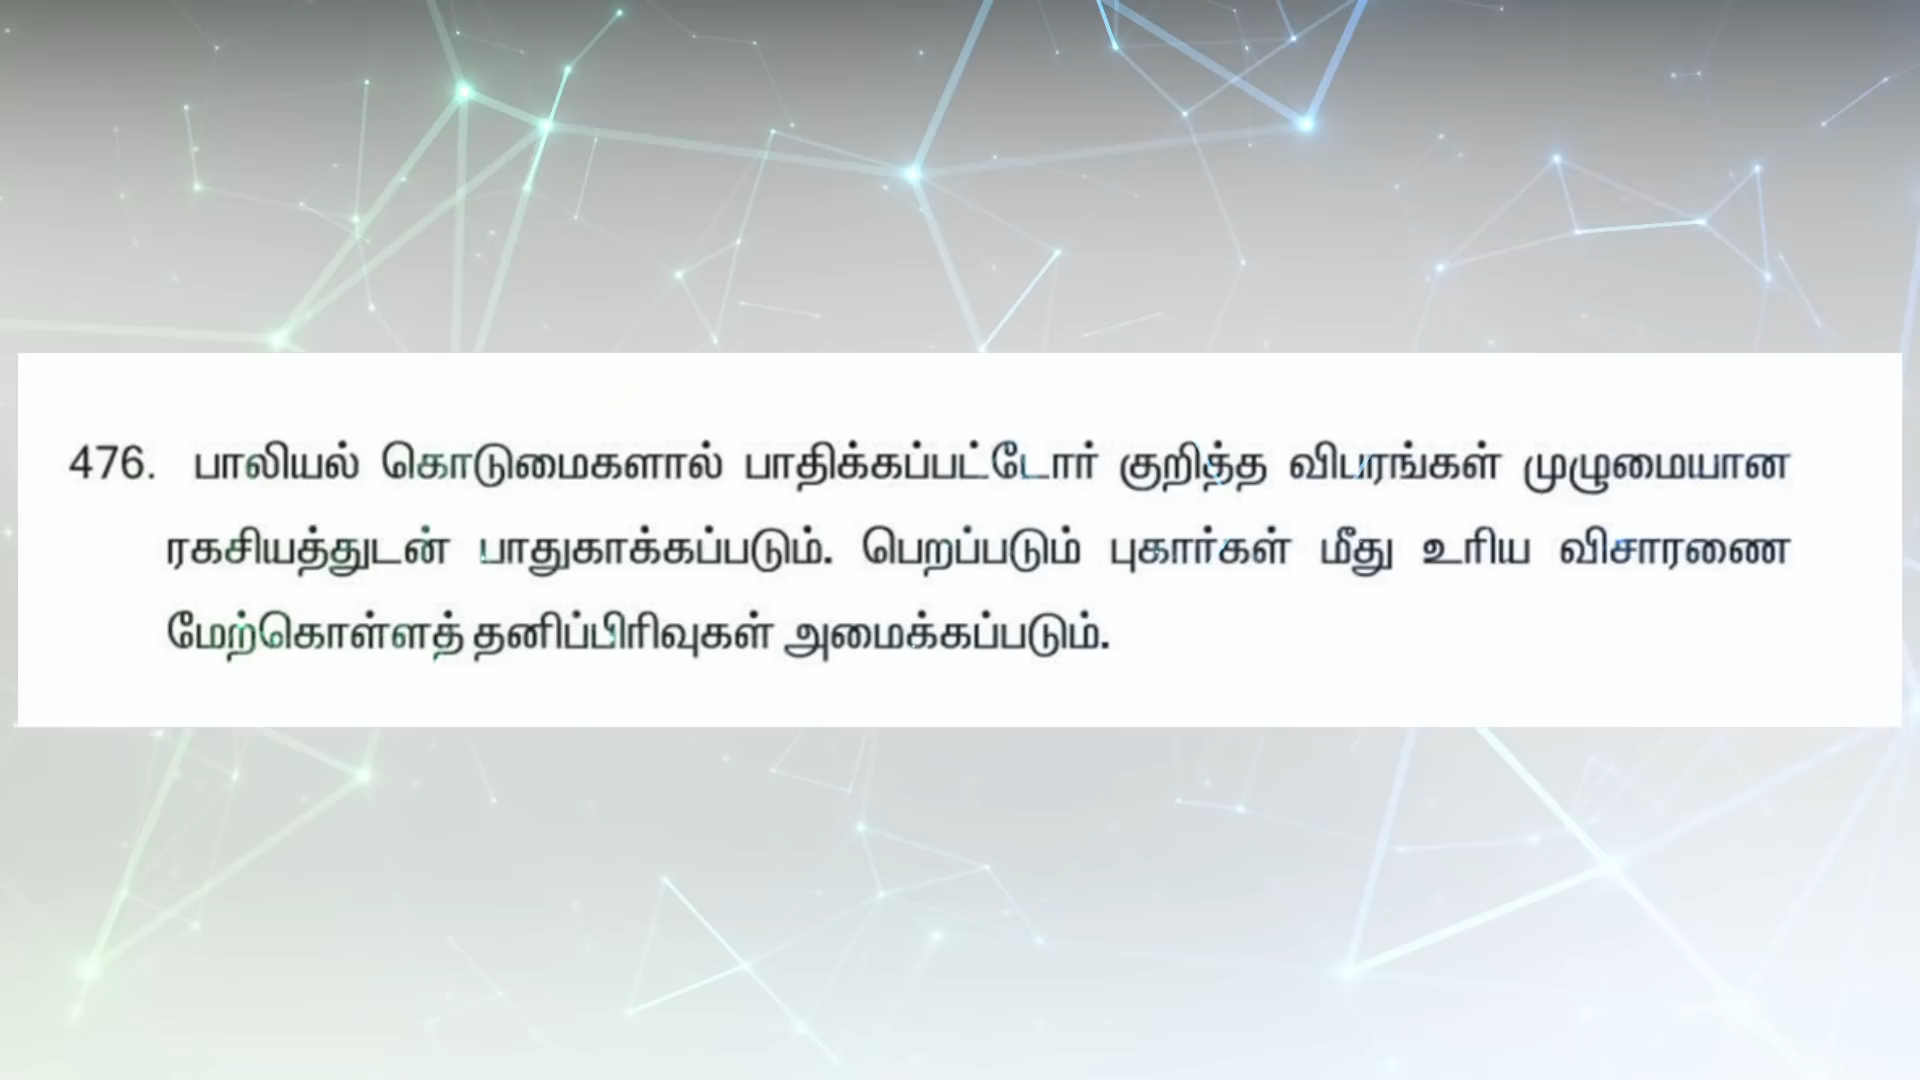 476. பாலியல் கொடுமைகளால் பாதிக்கப்பட்டோர் குறித்த விபரங்கள் முழுமையான
ரகசியத்துடன் பாதுகாக்கப்படும். பெறப்படும் புகார்கள் மீது உரிய விசாரணை
மேற்கொள்ளத் தனிப்பிரிவுகள் அமைக்கப்படும்.